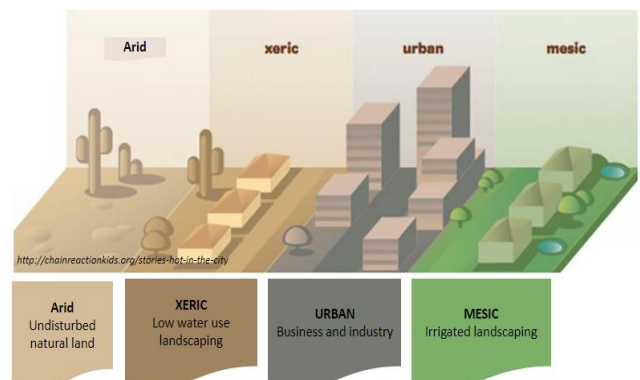 Arid
xeric
urban
mesic
http://chainreactionkids.org/stories-hot-in-the-city
Arid
Undisturbed
natural land
XERIC
Low water use
landscaping
URBAN
Business and industry
MESIC
Irrigated landscaping